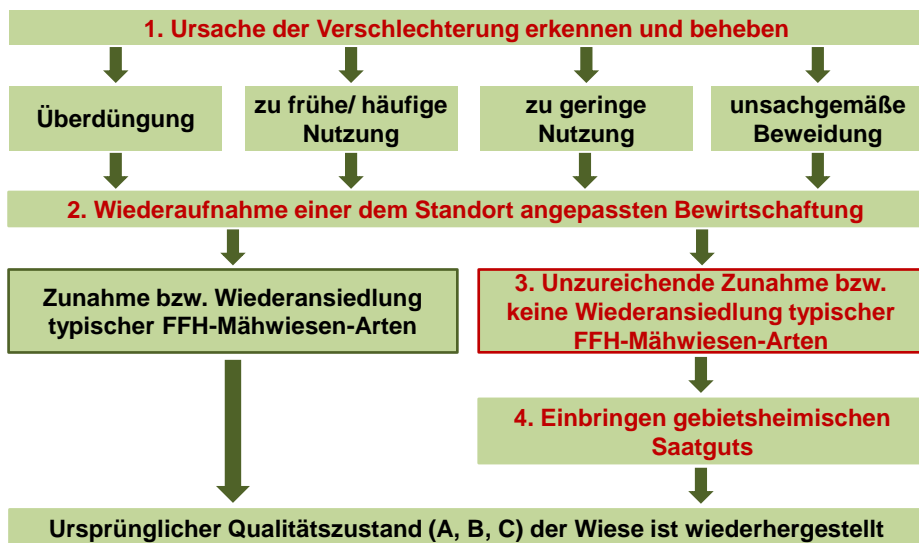 1. Ursache der Verschlechterung erkennen und beheben
Überdüngung
zu frühe/ häufige
Nutzung
zu geringe
Nutzung
unsachgemäße
Beweidung
2. Wiederaufnahme einer dem Standort angepassten Bewirtschaftung
Zunahme bzw. Wiederansiedlung
typischer FFH-Mähwiesen-Arten
3. Unzureichende Zunahme bzw.
keine Wiederansiedlung typischer
FFH-Mähwiesen-Arten
4. Einbringen gebietsheimischen
Saatguts
Ursprünglicher Qualitätszustand (A, B, C) der Wiese ist wiederhergestellt